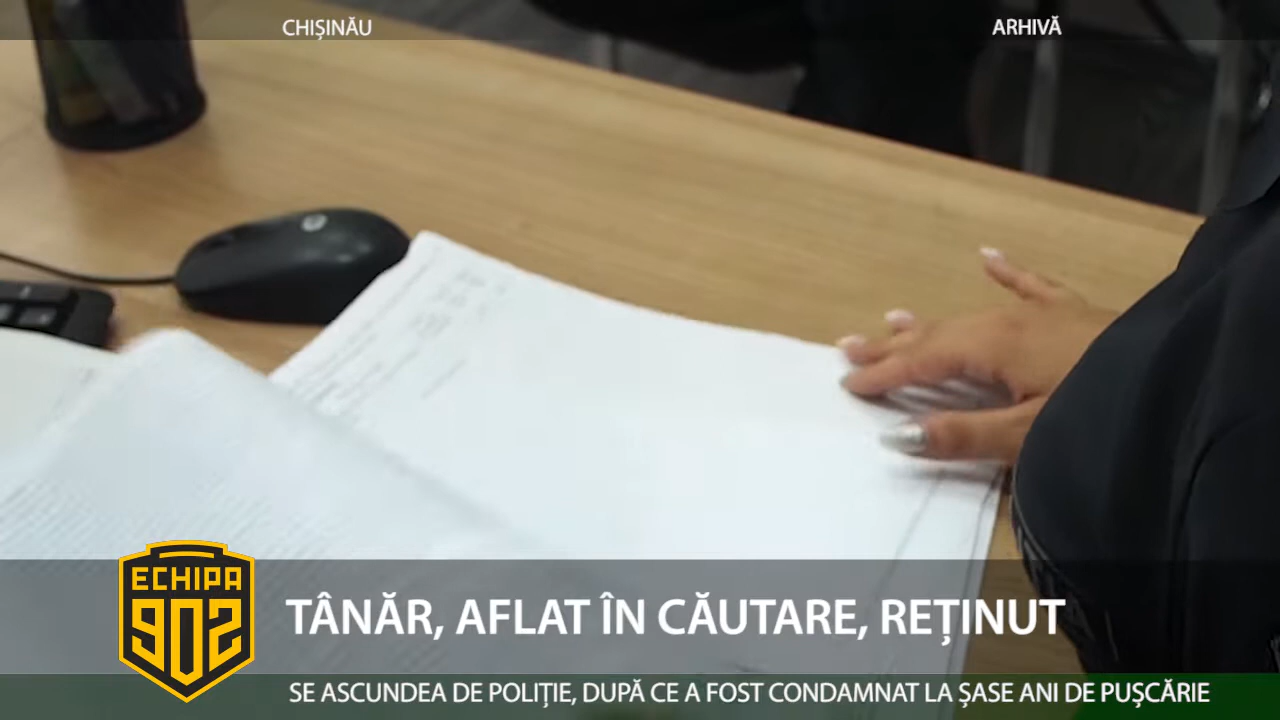 CHIȘINĂU
ARHIVĂ
ECHIPA
902
TÂNĂR, AFLAT ÎN CĂUTARE, REȚINUT
SE ASCUNDEA DE POLIȚIE, DUPĂ CE A FOST CONDAMNAT LA ȘASE ANI DE PUȘCĂRIE